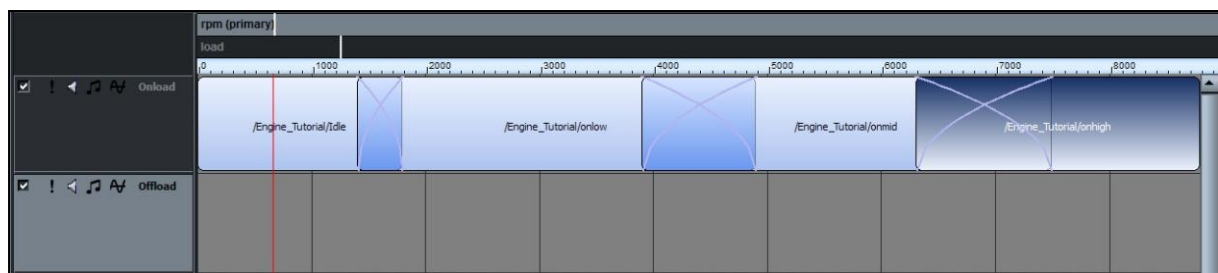 rpm (primary)
load
0 1000 2000 3000 4000 5000 6000 7000 8000
Onload
/Engine_Tutorial/Idle /Engine_Tutorial/onlow /Engine_Tutorial/onmid /Engine_Tutorial/onhigh
Offload